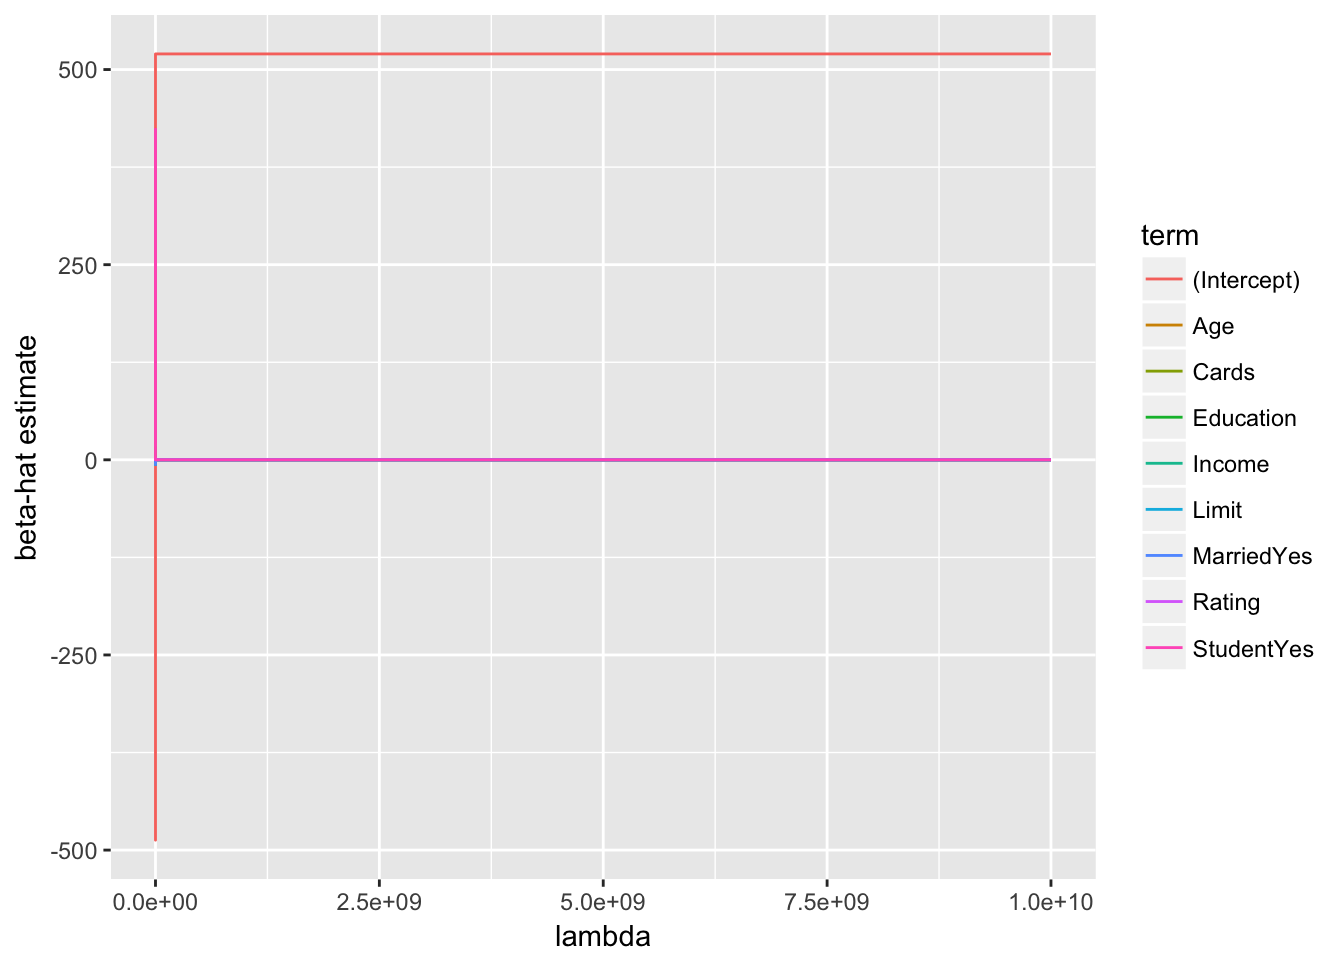 500
250
0
-250
-500
beta-hat estimate
0.0e+00 2.5e+09 5.0e+09 7.5e+09 1.0e+10
lambda
term
(Intercept)
Age
Cards
Education
Income
Limit
MarriedYes
Rating
StudentYes